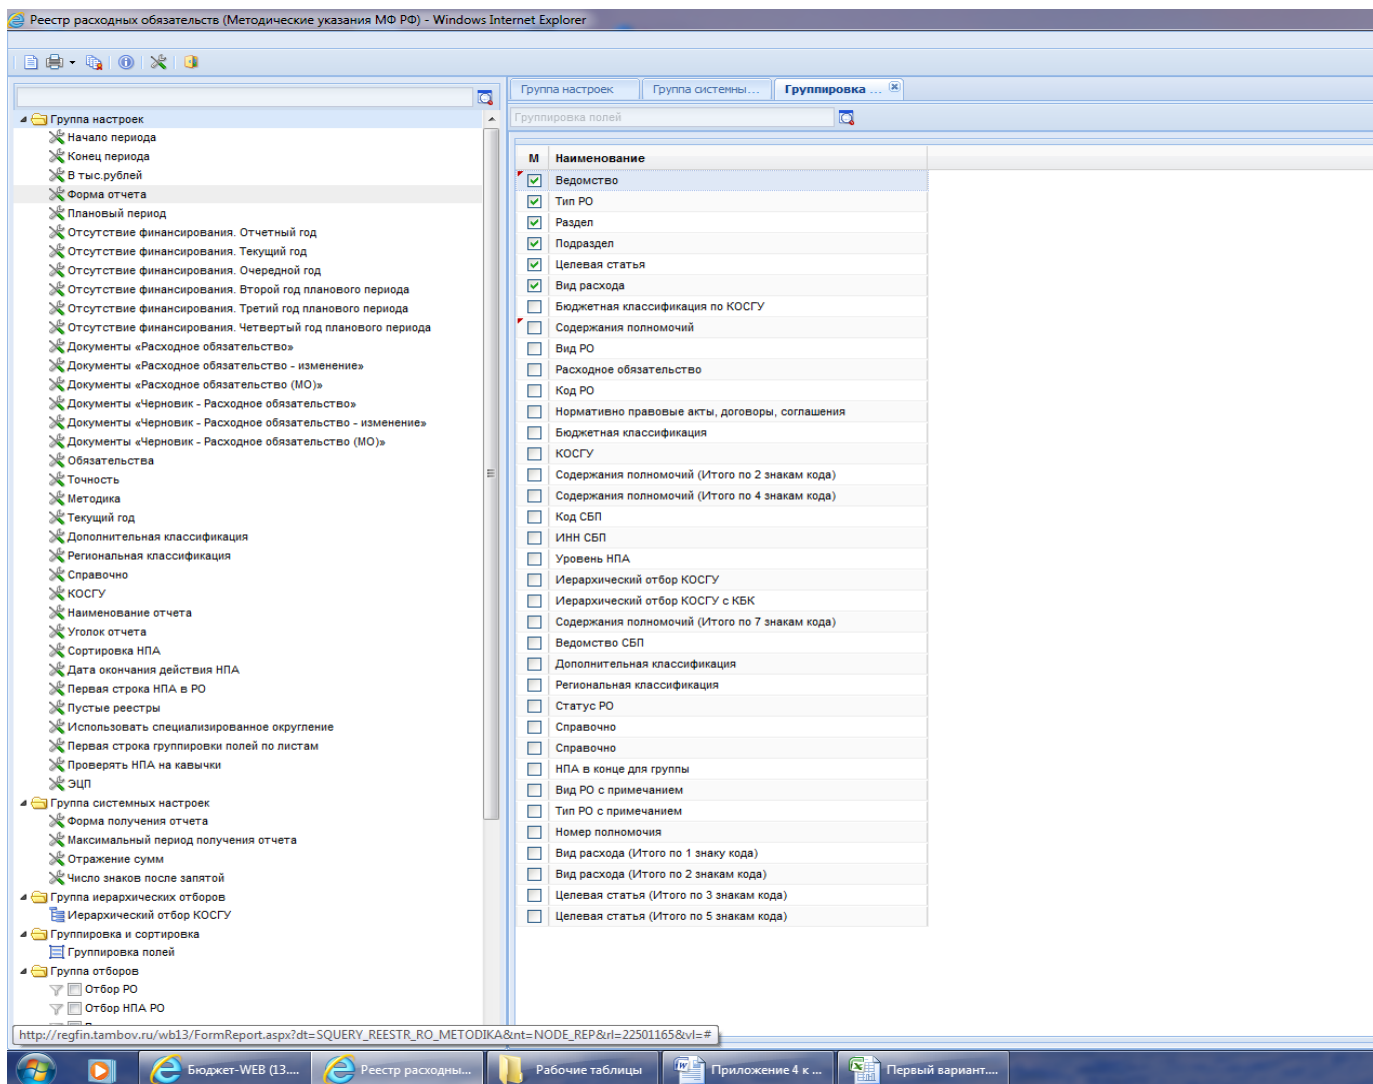 Реестр расходных обязательств (Методические указания МФ РФ) - Windows Internet Explorer
Группа настроек
Начало периода
Конец периода
В тыс.рублей
Форма отчета
Плановый период
Отсутствие финансирования. Отчетный год
Отсутствие финансирования. Текущий год
Отсутствие финансирования. Очередной год
Отсутствие финансирования. Второй год планового периода
Отсутствие финансирования. Третий год планового периода
Отсутствие финансирования. Четвертый год планового периода
Документы «Расходное обязательство»
Документы «Расходное обязательство - изменение»
Документы «Расходное обязательство (МО)»
Документы «Черновик - Расходное обязательство»
Документы «Черновик - Расходное обязательство - изменение»
Документы «Черновик - Расходное обязательство (МО)»
Обязательства
Точность
Методика
Текущий год
Дополнительная классификация
Региональная классификация
Справочно
КОСГУ
Наименование отчета
Уголок отчета
Сортировка НПА
Дата окончания действия НПА
Первая строка НПА в РО
Пустые реестры
Использовать специализированное округление
Первая строка группировки полей по листам
Проверять НПА на кавычки
ЭЦП
Группа системных настроек
Форма получения отчета
Максимальный период получения отчета
Отражение сумм
Число знаков после запятой
Группа иерархических отборов
Иерархический отбор КОСГУ
Группировка и сортировка
Группировка полей
Группа отборов
Отбор РО
Отбор НПА РО
http://regfin.tambov.ru/wb13/FormReport.aspx?dt=SQUERY_REESTR_RO_METODIKA&nt=NODE_REP&rl=22501165&vl=#
Группа настроек Группа системны... Группировка ...
Группировка полей
М Наименование
Ведомство
Тип РО
Раздел
Подраздел
Целевая статья
Вид расхода
Бюджетная классификация по КОСГУ
Содержания полномочий
Вид РО
Расходное обязательство
Код РО
Нормативно правовые акты, договоры, соглашения
Бюджетная классификация
КОСГУ
Содержания полномочий (Итого по 2 знакам кода)
Содержания полномочий (Итого по 4 знакам кода)
Код СБП
ИНН СБП
Уровень НПА
Иерархический отбор КОСГУ
Иерархический отбор КОСГУ с КБК
Содержания полномочий (Итого по 7 знакам кода)
Ведомство СБП
Дополнительная классификация
Региональная классификация
Статус РО
Справочно
Справочно
НПА в конце для группы
Вид РО с примечанием
Тип РО с примечанием
Номер полномочия
Вид расхода (Итого по 1 знаку кода)
Вид расхода (Итого по 2 знакам кода)
Целевая статья (Итого по 3 знакам кода)
Целевая статья (Итого по 5 знакам кода)
Бюджет-WEB (13.... Реестр расходны... Рабочие таблицы Приложение 4 к ... Первый вариант....